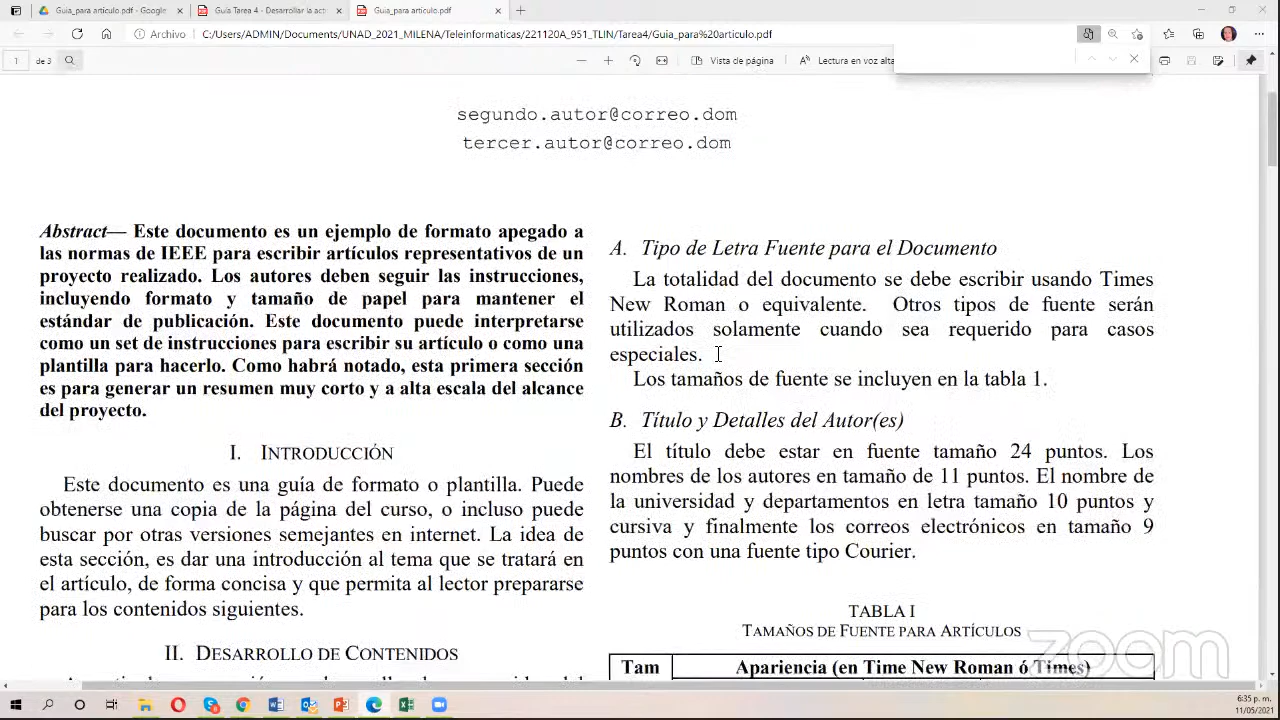 Guia_para artículo.pdf - Google
Guía Tarea 4.- Desarrollar la acti
Guia_para articulo.pdf
Archivo
C:/Users/ADMIN/Documents/UNAD_2021_MILENA/Teleinformaticas/221120A_951_TLIN/Tarea4/Guia_para%20articulo.pdf
1
de 3
Vista de página
Lectura en voz alta
segundo.autor@correo.dom
tercer.autor@correo.dom
Abstract— Este documento es un ejemplo de formato apegado a
las normas de IEEE para escribir artículos representativos de un
proyecto realizado. Los autores deben seguir las instrucciones,
incluyendo formato y tamaño de papel para mantener el
estándar de publicación. Este documento puede interpretarse
como un set de instrucciones para escribir su artículo o como una
plantilla para hacerlo. Como habrá notado, esta primera sección
es para generar un resumen muy corto y a alta escala del alcance
del proyecto.
I. INTRODUCCIÓN
Este documento es una guía de formato o plantilla. Puede
obtenerse una copia de la página del curso, o incluso puede
buscar por otras versiones semejantes en internet. La idea de
esta sección, es dar una introducción al tema que se tratará en
el artículo, de forma concisa y que permita al lector prepararse
para los contenidos siguientes.
II. DESARROLLO DE CONTENIDOS
A. Tipo de Letra Fuente para el Documento
La totalidad del documento se debe escribir usando Times
New Roman o equivalente. Otros tipos de fuente serán
utilizados solamente cuando sea requerido para casos
especiales.
Los tamaños de fuente se incluyen en la tabla 1.
B. Título y Detalles del Autor(es)
El título debe estar en fuente tamaño 24 puntos. Los
nombres de los autores en tamaño de 11 puntos. El nombre de
la universidad y departamentos en letra tamaño 10 puntos y
cursiva y finalmente los correos electrónicos en tamaño 9
puntos con una fuente tipo Courier.
TABLA I
TAMAÑOS DE FUENTE PARA ARTÍCULOS
Tam
Apariencia (en Time New Roman ó Times)
zoom
6:35 p. m.
11/05/2021